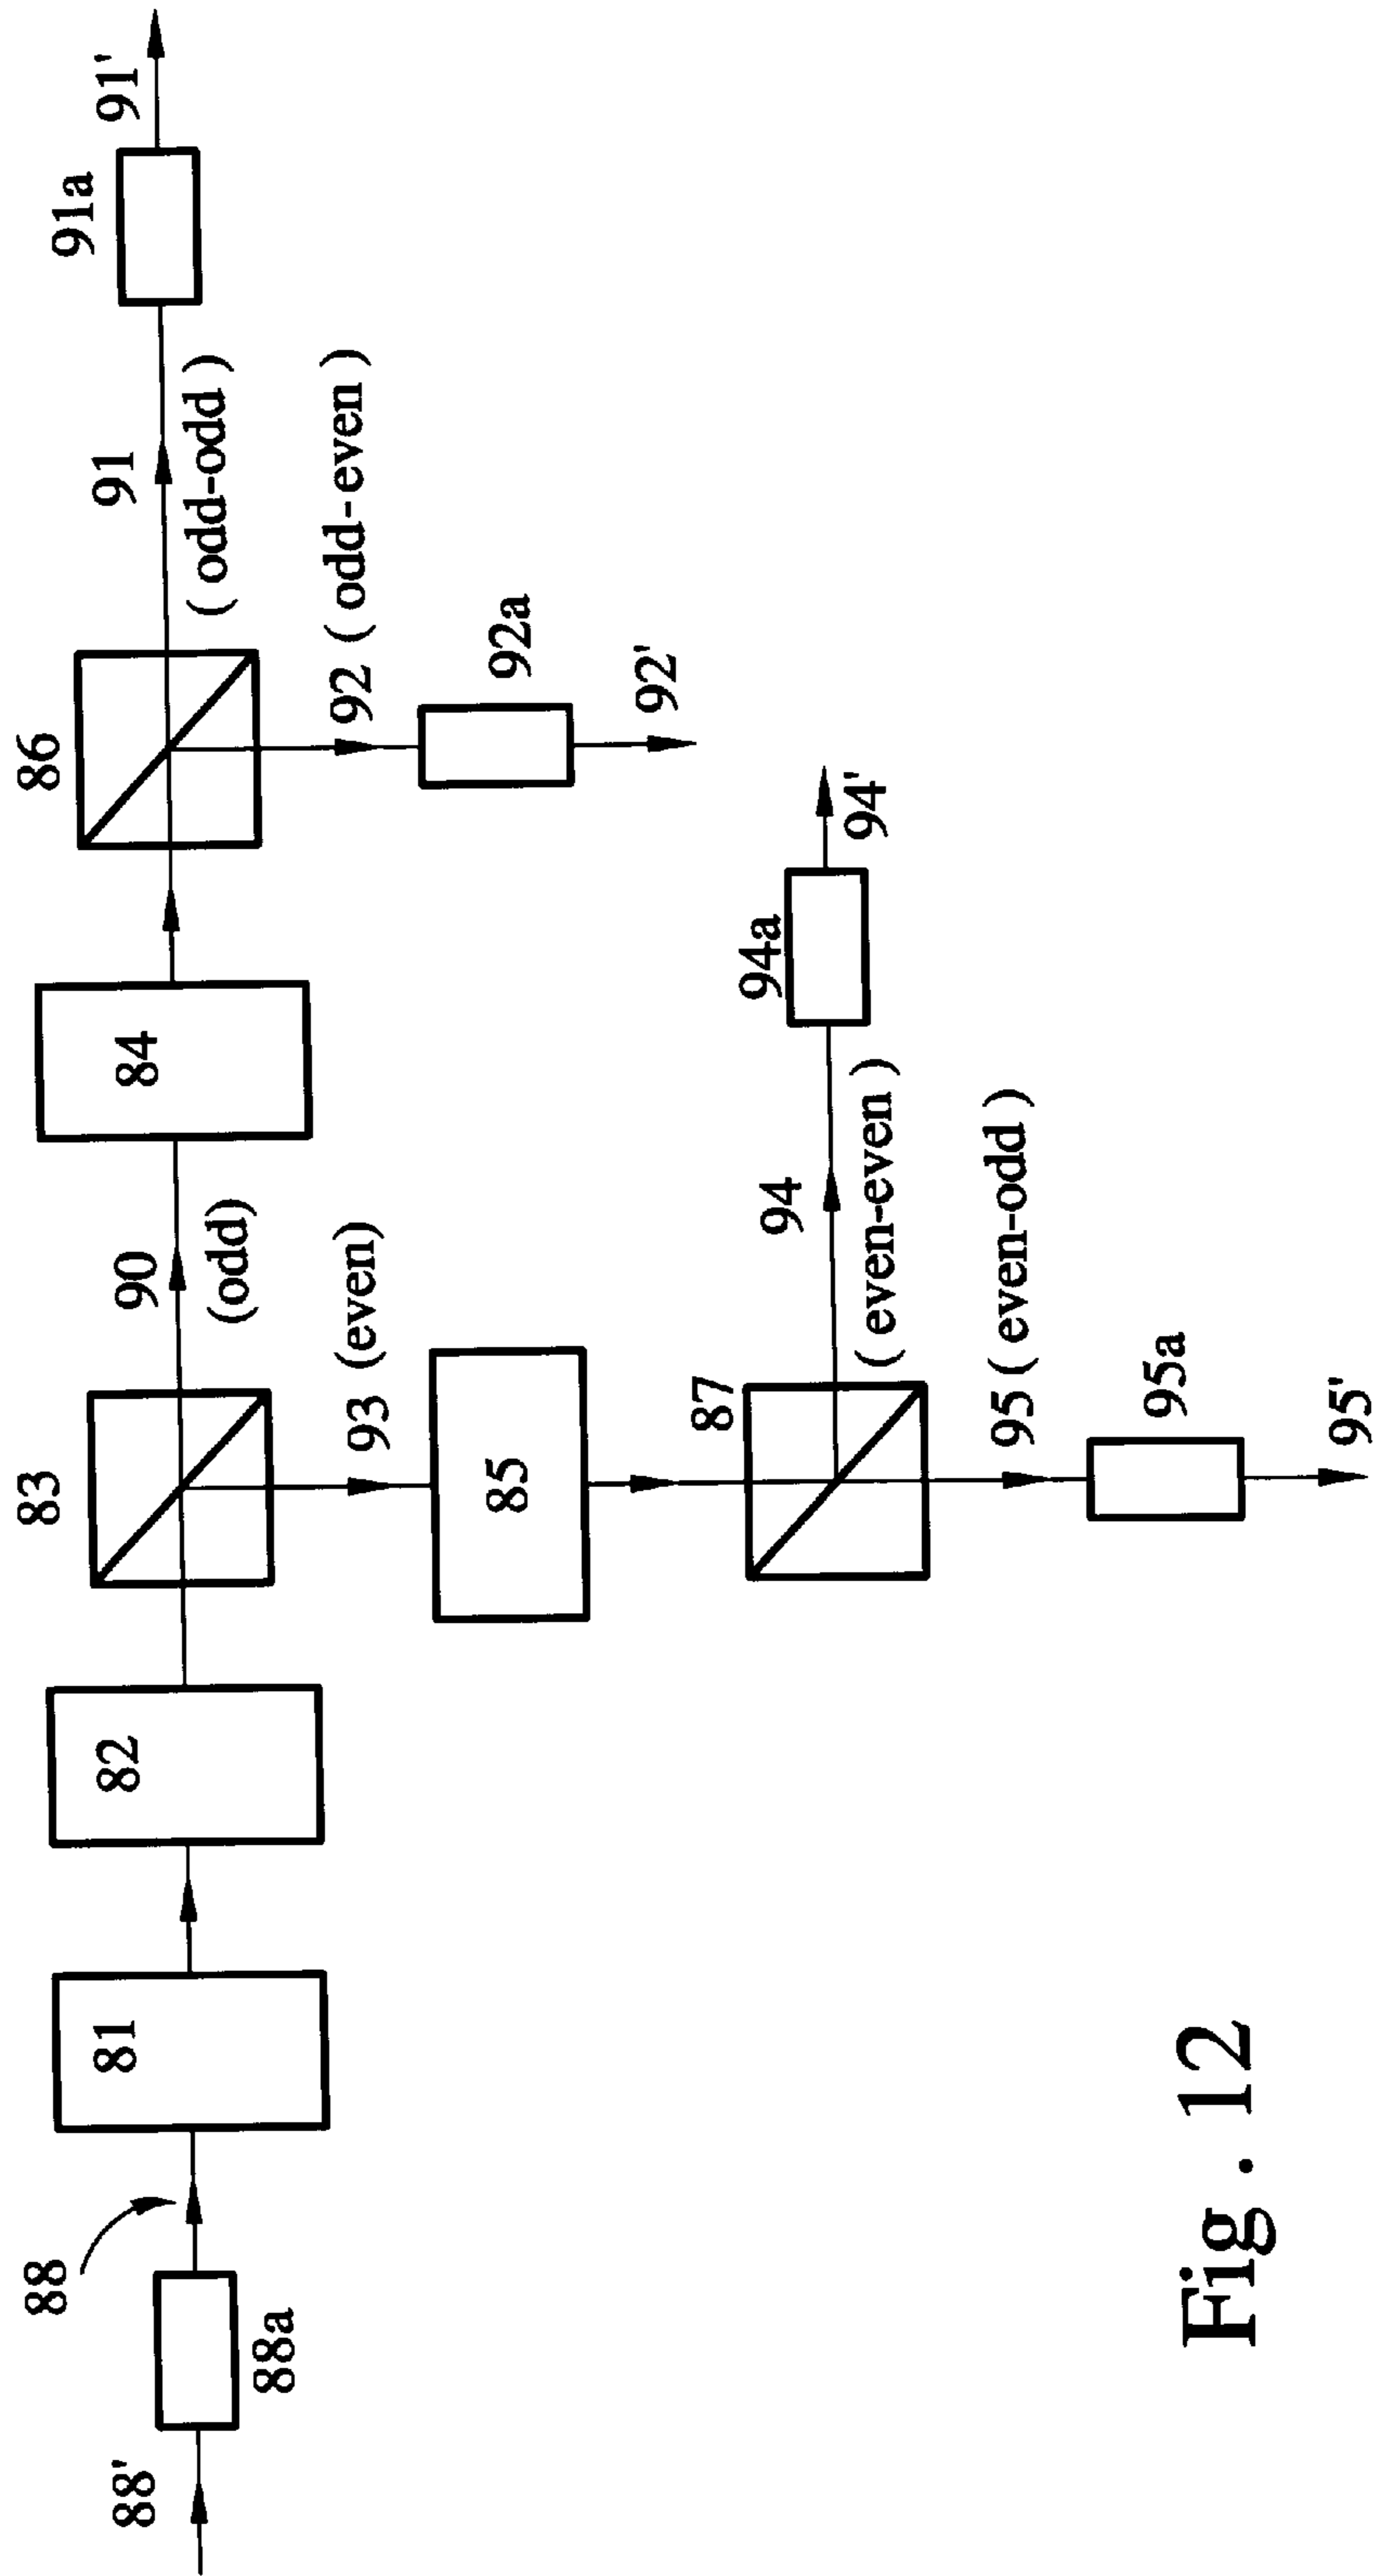 88'
88a
88
81
82
83
90
(odd)
93 (even)
84
85
86
91
( odd-odd )
91a
91'
92 ( odd-even )
92a
92'
87
94
( even-even )
94a
94'
95 ( even-odd )
95a
95'
Fig . 12